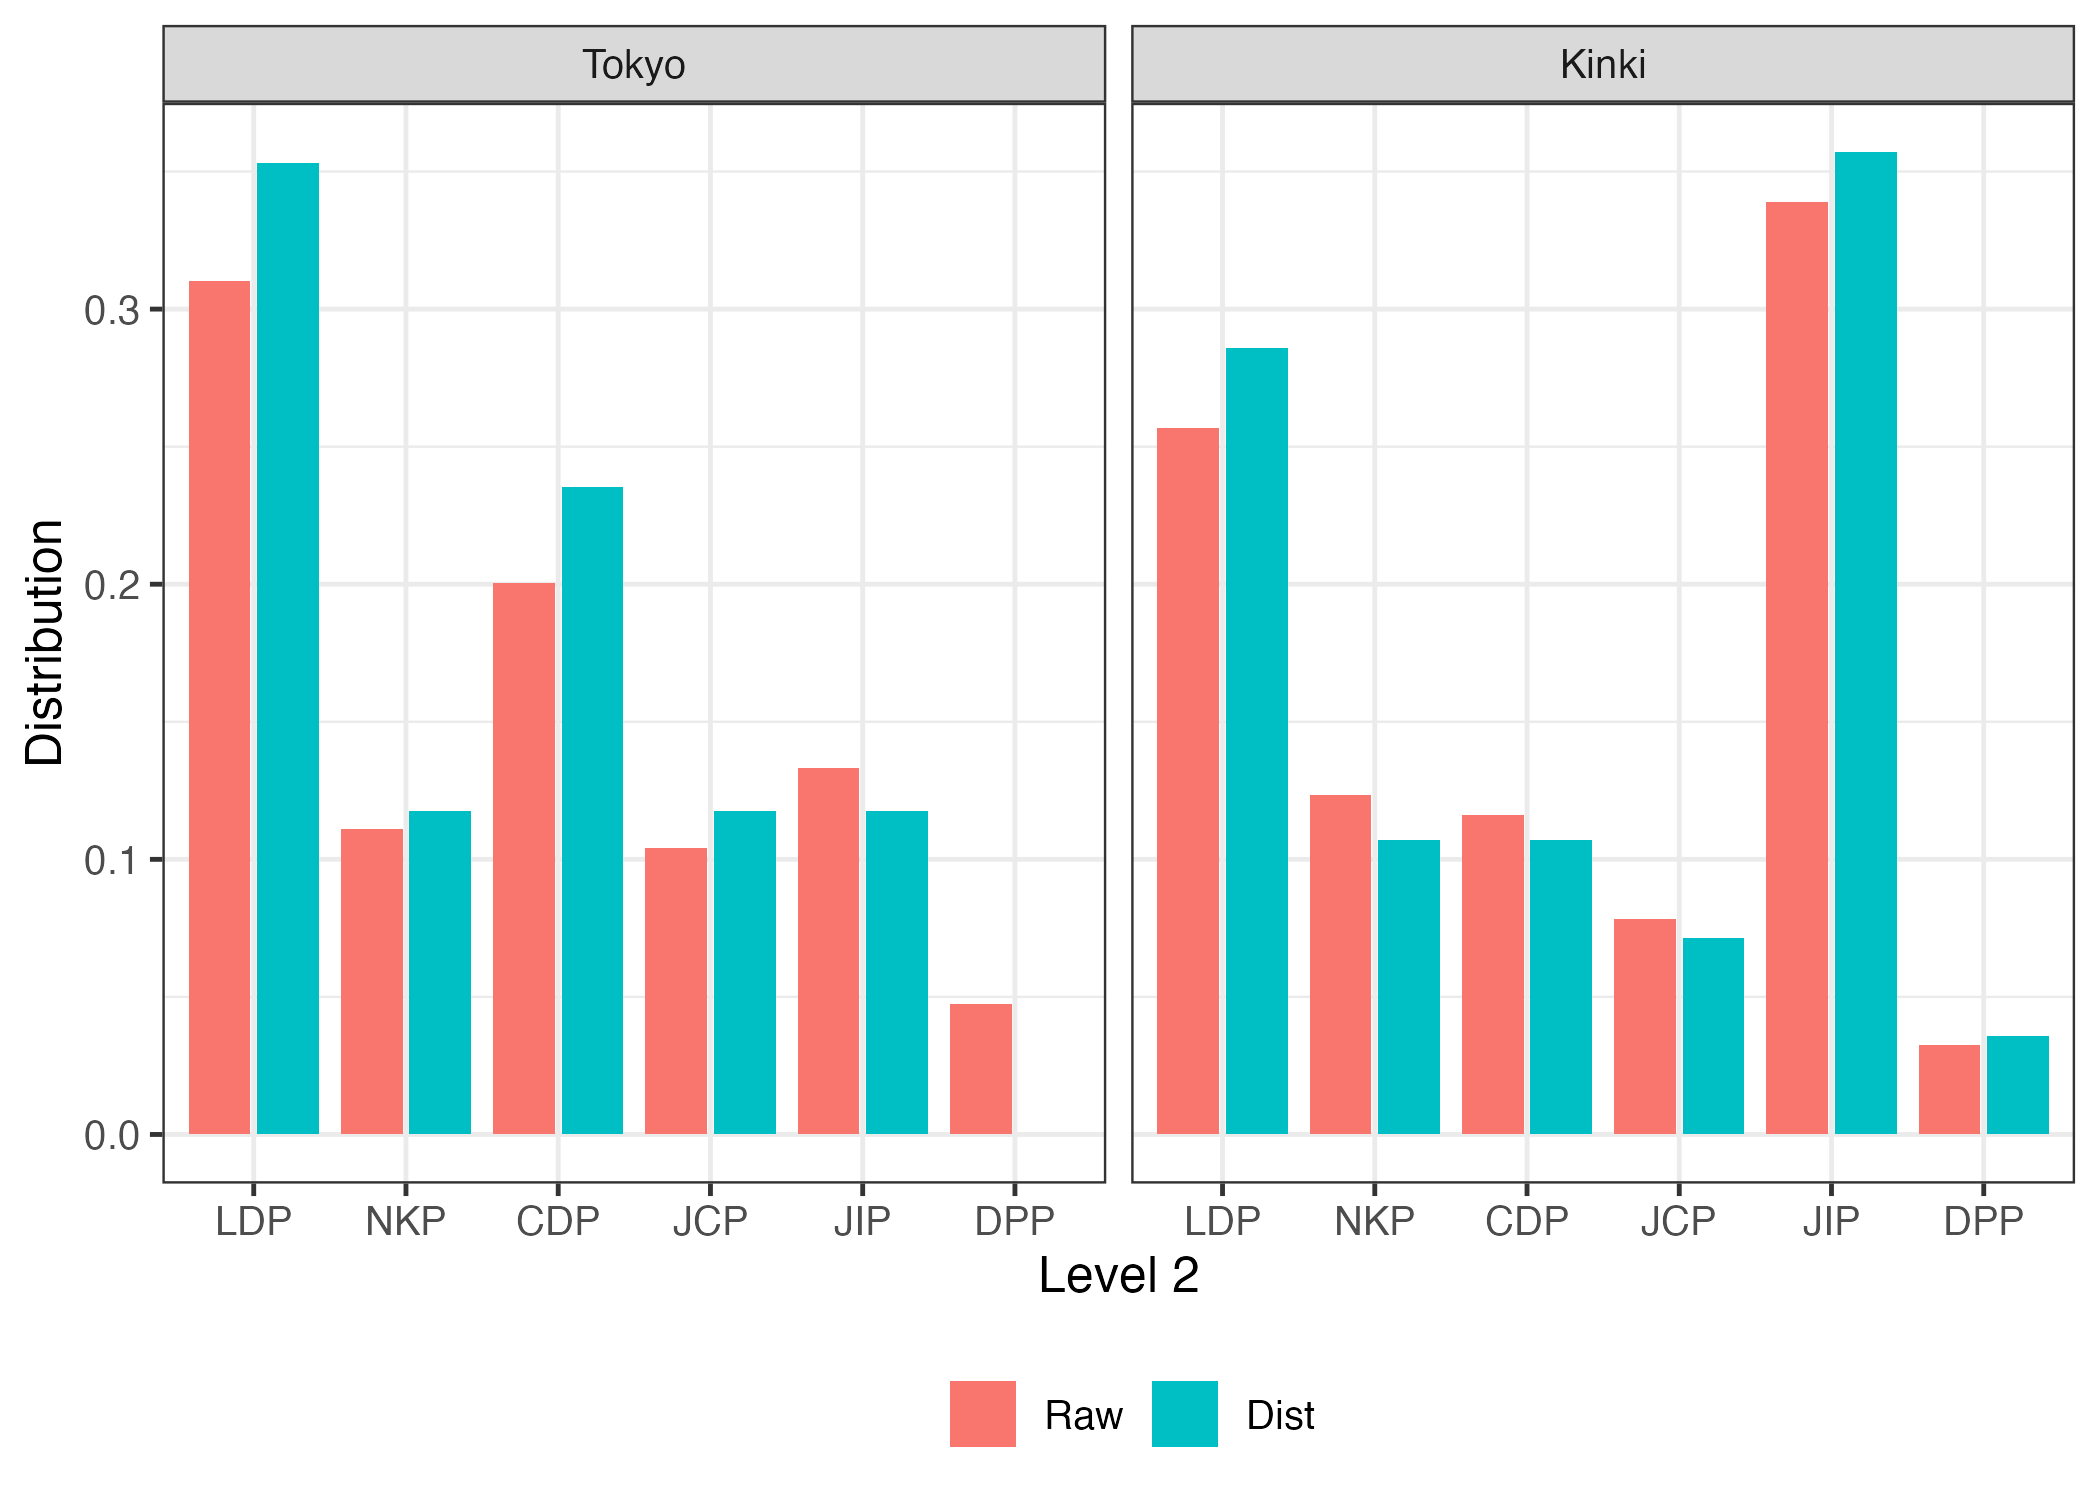 Tokyo
Kinki
Distribution
0.3
0.2
0.1
0.0
LDP NKP CDP JCP JIP DPP
LDP NKP CDP JCP JIP DPP
Level 2
Raw Dist